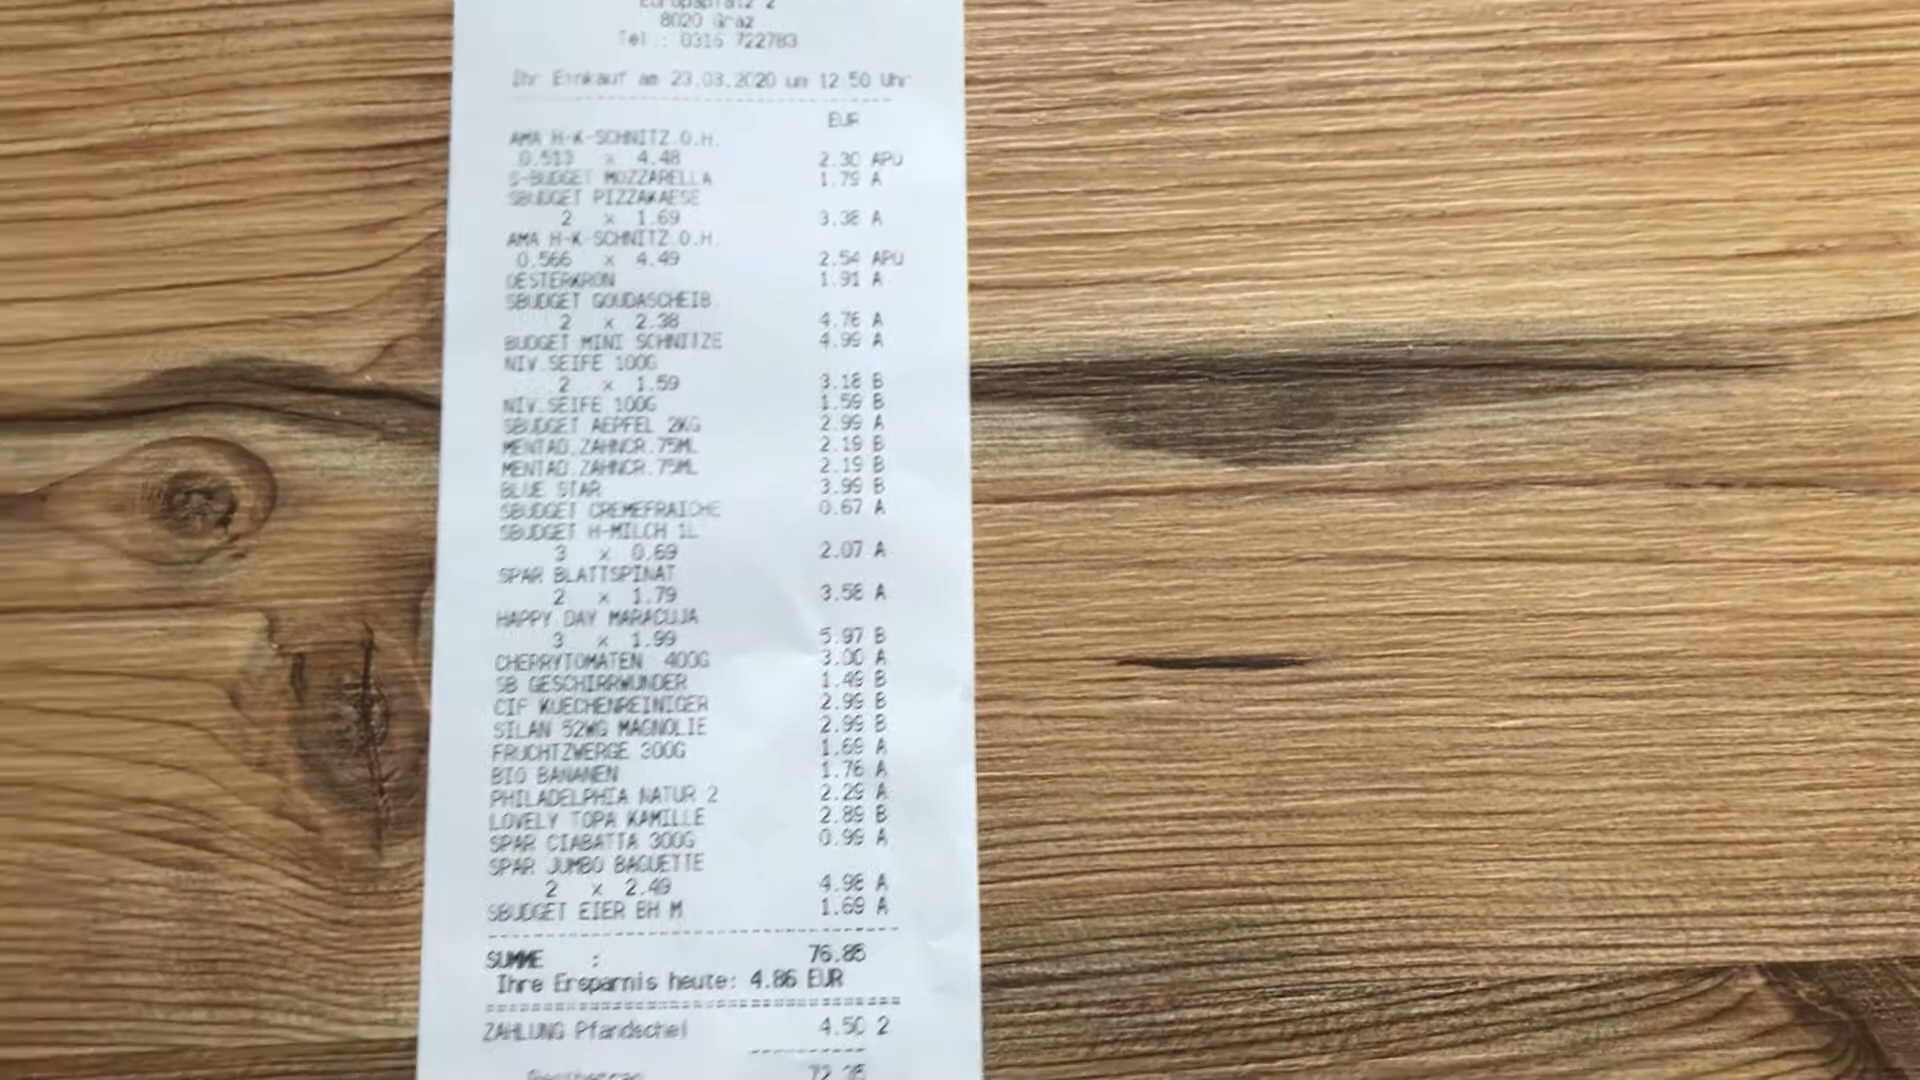 Europaplatz 2
8020 Graz
Tel.: 0316 722783
Ihr Einkauf am 23.03.2020 um 12:50 Uhr
EUR
AMA H-K-SCHNITZ.O.H.
0.513 x 4.48 2.30 APU
S-BUDGET MOZZARELLA 1.79 A
SBUDGET PIZZAKAESE
2 x 1.69 3.38 A
AMA H-K-SCHNITZ.O.H.
0.566 x 4.49 2.54 APU
OESTERKRON 1.91 A
SBUDGET GOUDASCHEIB.
2 x 2.38 4.76 A
BUDGET MINI SCHNITZE 4.99 A
NIV.SEIFE 100G
2 x 1.59 3.18 B
NIV.SEIFE 100G 1.59 B
SBUDGET AEPFEL 2KG 2.99 A
MENTAD.ZAHNCR.75ML 2.19 B
MENTAD.ZAHNCR.75ML 2.19 B
BLUE STAR 3.99 B
SBUDGET CREMEFRAICHE 0.67 A
SBUDGET H-MILCH 1L
3 x 0.69 2.07 A
SPAR BLATTSPINAT
2 x 1.79 3.58 A
HAPPY DAY MARACUJA
3 x 1.99 5.97 B
CHERRYTOMATEN 400G 3.00 A
SB GESCHIRRWUNDER 1.49 B
CIF KUECHENREINIGER 2.99 B
SILAN 52WG MAGNOLIE 2.99 B
FRUCHTZWERGE 300G 1.69 A
BIO BANANEN 1.76 A
PHILADELPHIA NATUR 2 2.29 A
LOVELY TOPA KAMILLE 2.89 B
SPAR CIABATTA 300G 0.99 A
SPAR JUMBO BAGUETTE
2 x 2.49 4.98 A
SBUDGET EIER BH M 1.69 A
SUMME : 76.85
Ihre Ersparnis heute: 4.86 EUR
ZAHLUNG Pfandschei 4.50 2
72.35